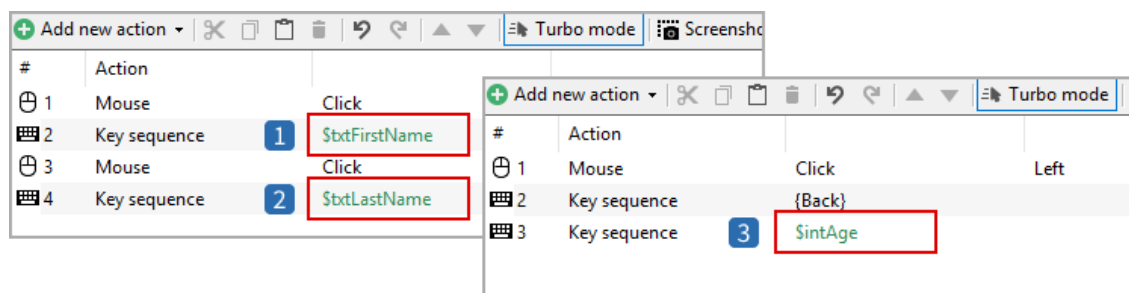 Add new action Turbo mode Screensho
# Action
1 Mouse Click
2 Key sequence 1 $txtFirstName
3 Mouse Click
4 Key sequence 2 $txtLastName
Add new action Turbo mode
# Action
1 Mouse Click Left
2 Key sequence {Back}
3 Key sequence 3 $intAge